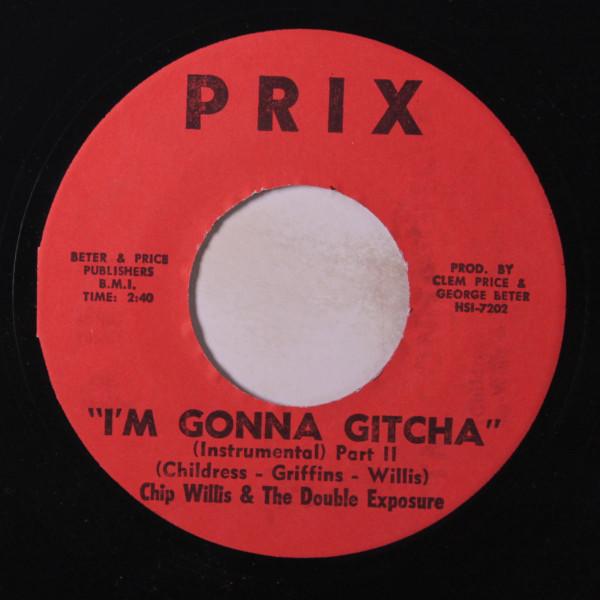 PRIX
BETER & PRICE
PUBLISHERS
B.M.I.
TIME: 2:40
PROD. BY
CLEM PRICE &
GEORGE BETER
HSI-7202
"I'M GONNA GITCHA"
(Instrumental) Part II
(Childress - Griffins - Willis)
Chip Willis & The Double Exposure